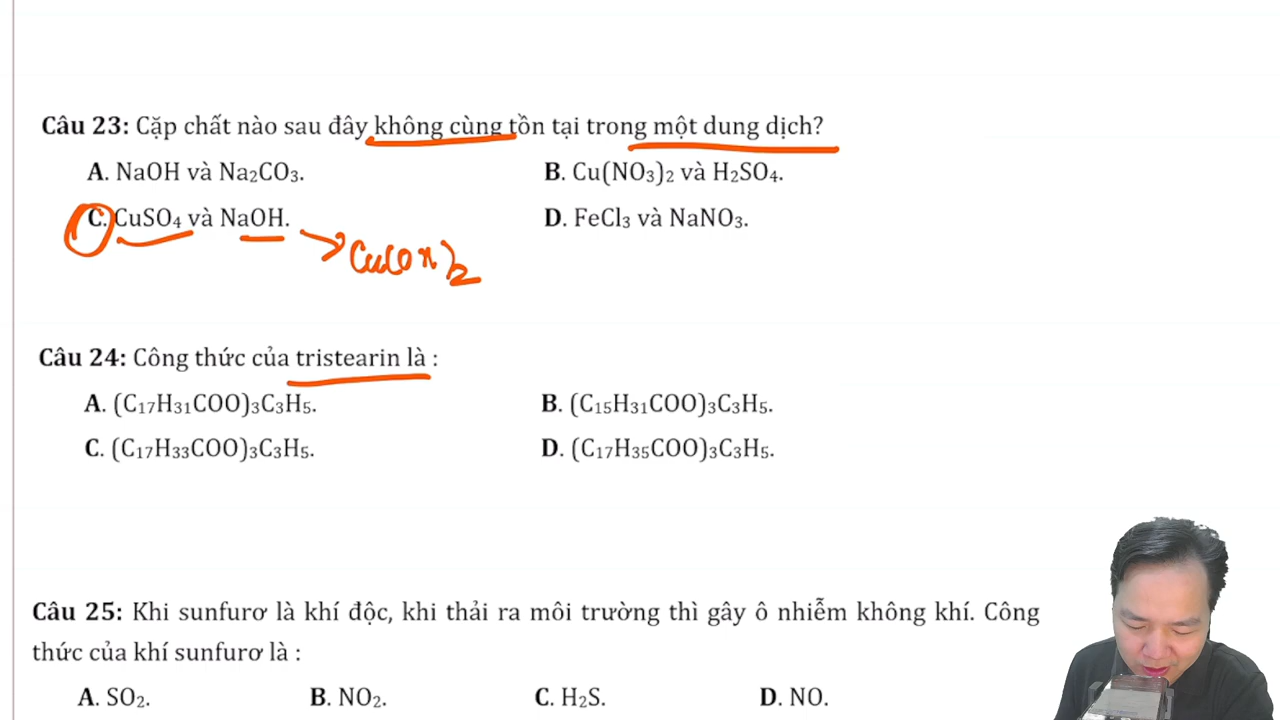 Câu 23: Cặp chất nào sau đây không cùng tồn tại trong một dung dịch?
A. NaOH và Na₂CO₃. B. Cu(NO₃)₂ và H₂SO₄.
C. CuSO₄ và NaOH. D. FeCl₃ và NaNO₃.
Cu(OH)₂
Câu 24: Công thức của tristearin là :
A. (C₁₇H₃₁COO)₃C₃H₅. B. (C₁₅H₃₁COO)₃C₃H₅.
C. (C₁₇H₃₃COO)₃C₃H₅. D. (C₁₇H₃₅COO)₃C₃H₅.
Câu 25: Khi sunfurơ là khí độc, khi thải ra môi trường thì gây ô nhiễm không khí. Công
thức của khí sunfurơ là :
A. SO₂. B. NO₂. C. H₂S. D. NO.